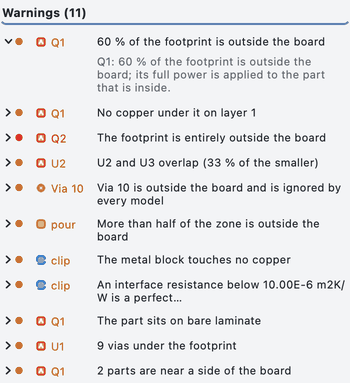 Warnings (11)
Q1 60 % of the footprint is outside the board
Q1: 60 % of the footprint is outside the
board; its full power is applied to the part
that is inside.
Q1 No copper under it on layer 1
Q2 The footprint is entirely outside the board
U2 U2 and U3 overlap (33 % of the smaller)
Via 10 Via 10 is outside the board and is ignored by
every model
pour More than half of the zone is outside the
board
clip The metal block touches no copper
clip An interface resistance below 10.00E-6 m2K/
W is a perfect...
Q1 The part sits on bare laminate
U1 9 vias under the footprint
Q1 2 parts are near a side of the board